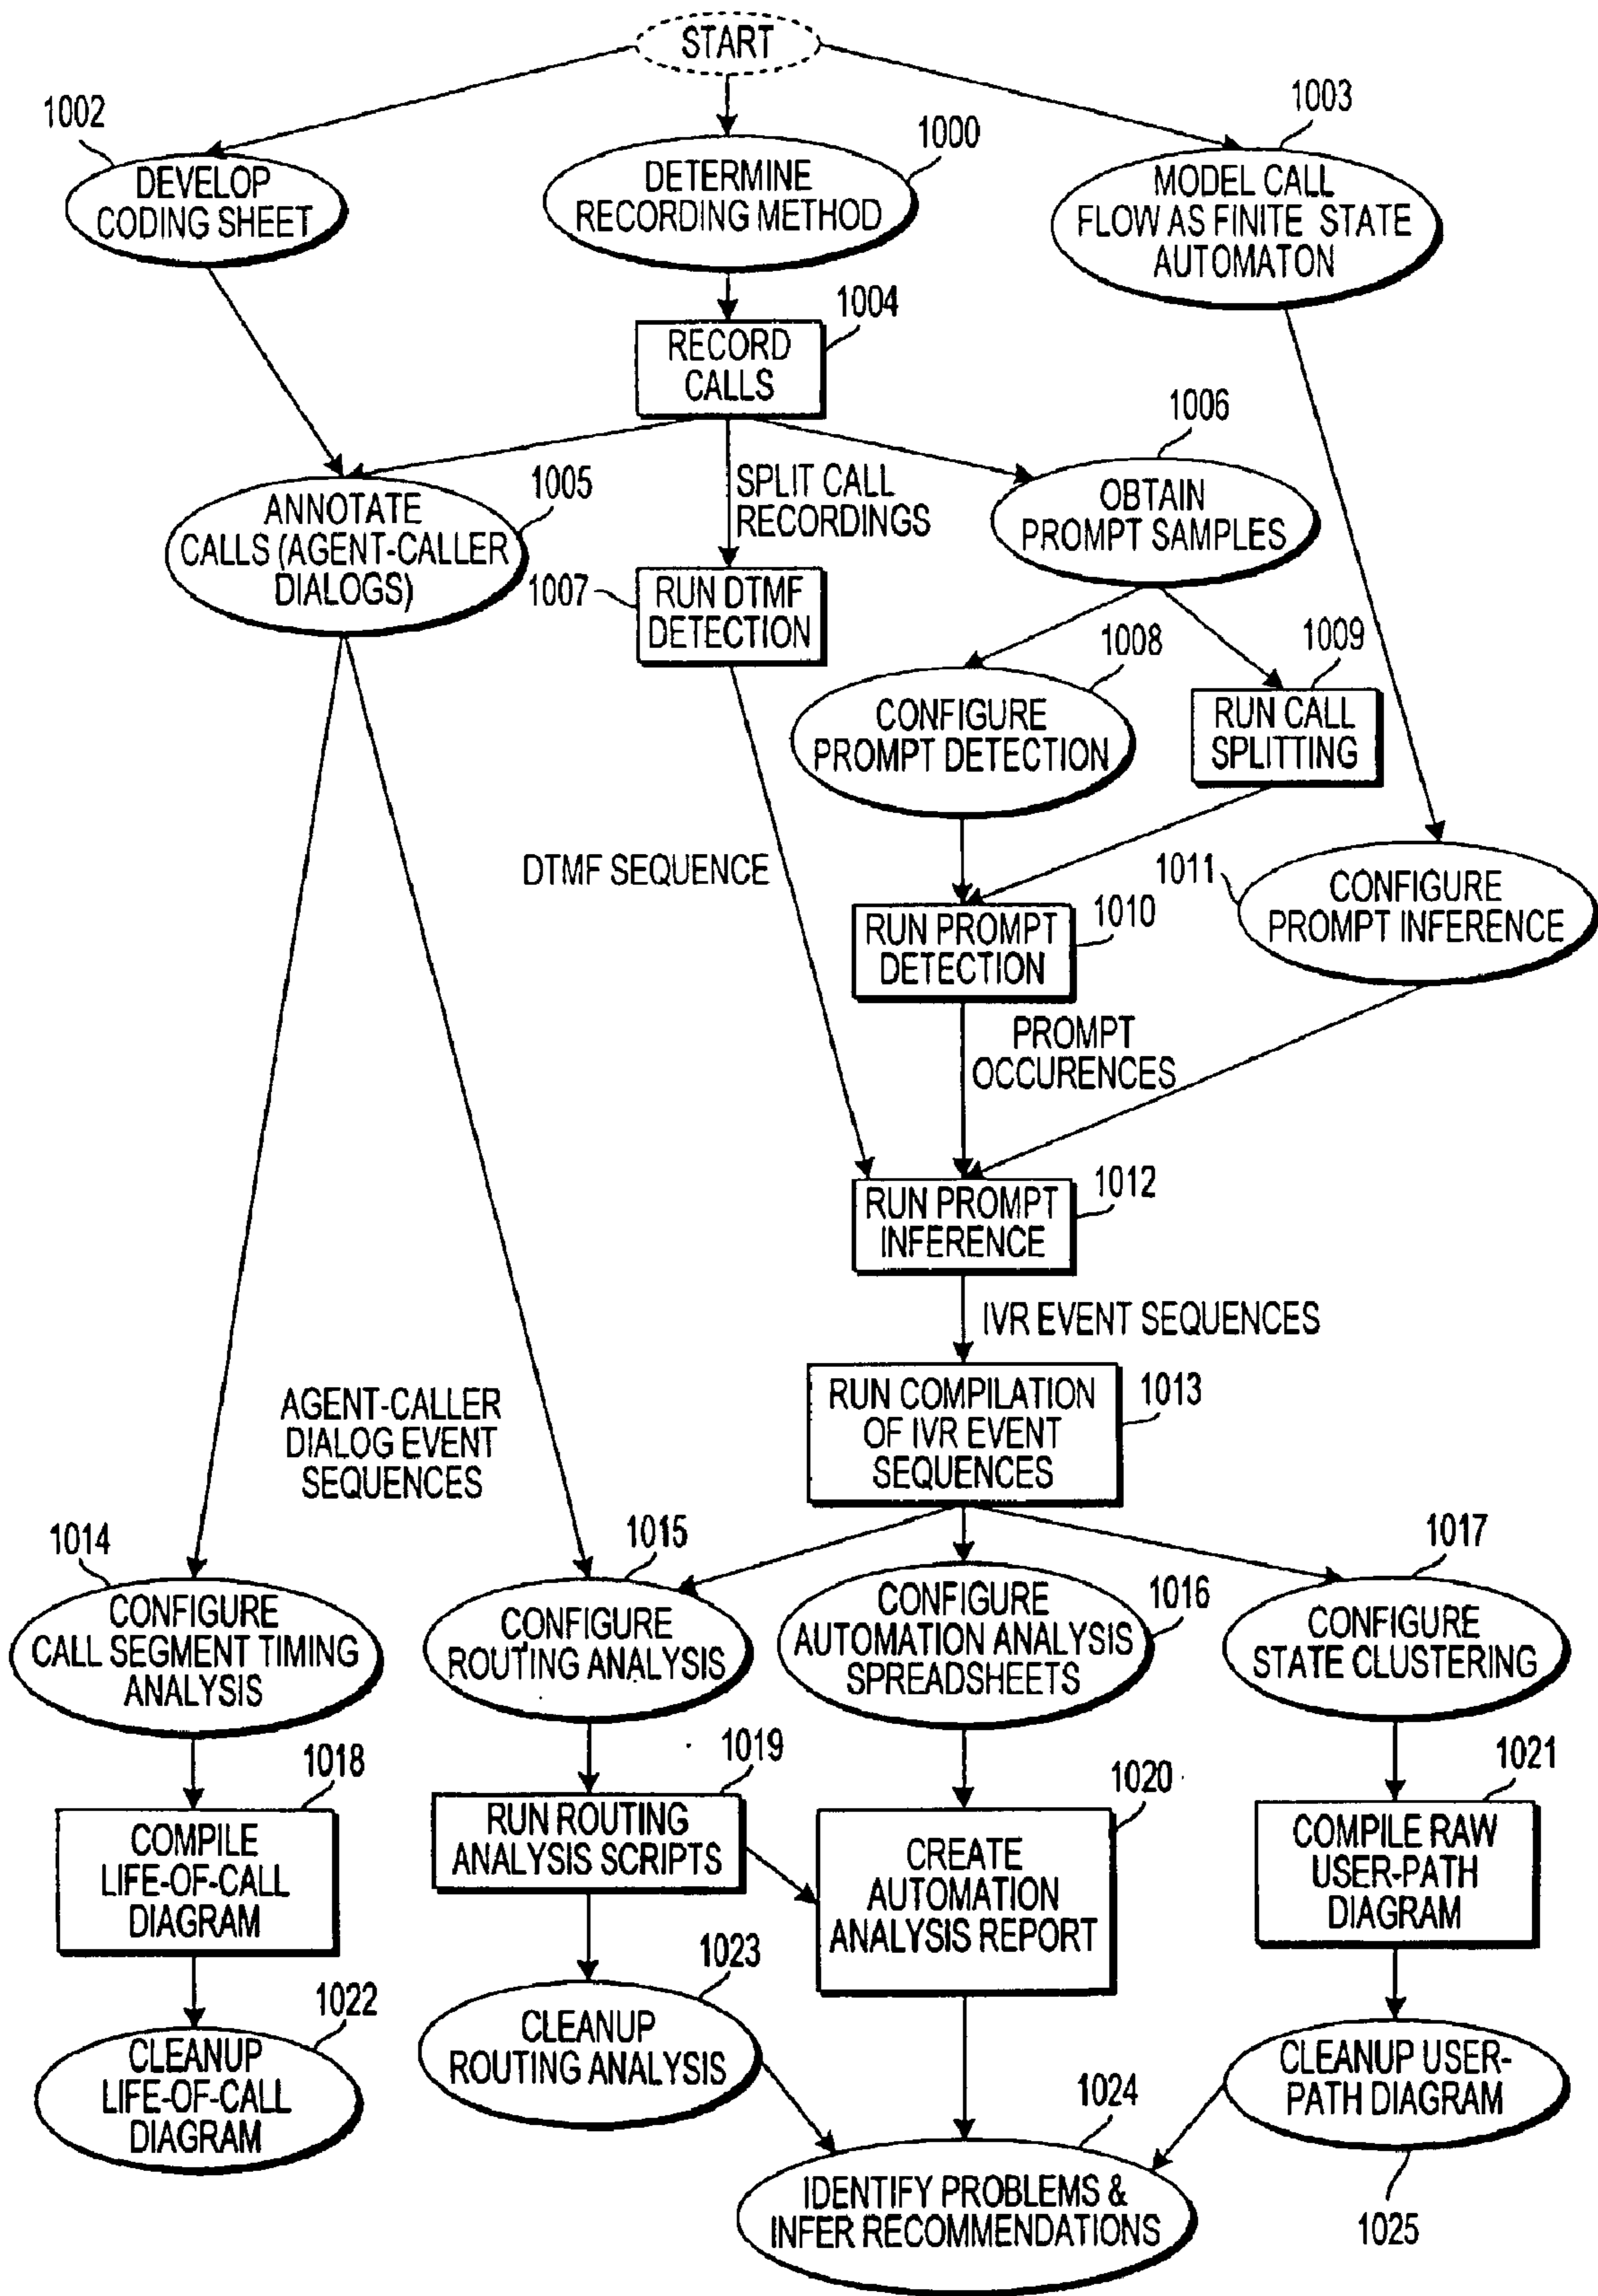 START
1002
1000
1003
DEVELOP
CODING SHEET
DETERMINE
RECORDING METHOD
MODEL CALL
FLOW AS FINITE STATE
AUTOMATON
1004
RECORD
CALLS
1006
1005
SPLIT CALL
RECORDINGS
OBTAIN
PROMPT SAMPLES
ANNOTATE
CALLS (AGENT-CALLER
DIALOGS)
1007
RUN DTMF
DETECTION
1008
1009
CONFIGURE
PROMPT DETECTION
RUN CALL
SPLITTING
DTMF SEQUENCE
1011
CONFIGURE
PROMPT INFERENCE
1010
RUN PROMPT
DETECTION
PROMPT
OCCURENCES
1012
RUN PROMPT
INFERENCE
IVR EVENT SEQUENCES
1013
RUN COMPILATION
OF IVR EVENT
SEQUENCES
AGENT-CALLER
DIALOG EVENT
SEQUENCES
1014
1015
1016
1017
CONFIGURE
CALL SEGMENT TIMING
ANALYSIS
CONFIGURE
ROUTING ANALYSIS
CONFIGURE
AUTOMATION ANALYSIS
SPREADSHEETS
CONFIGURE
STATE CLUSTERING
1018
1019
1020
1021
COMPILE
LIFE-OF-CALL
DIAGRAM
RUN ROUTING
ANALYSIS SCRIPTS
CREATE
AUTOMATION
ANALYSIS REPORT
COMPILE RAW
USER-PATH
DIAGRAM
1022
1023
CLEANUP
LIFE-OF-CALL
DIAGRAM
CLEANUP
ROUTING ANALYSIS
1024
CLEANUP USER-
PATH DIAGRAM
1025
IDENTIFY PROBLEMS &
INFER RECOMMENDATIONS